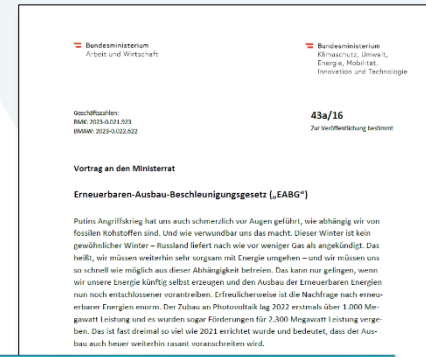 Bundesministerium
Arbeit und Wirtschaft
Bundesministerium
Klimaschutz, Umwelt,
Energie, Mobilität,
Innovation und Technologie
Geschäftszahlen:
BMK: 2023-0.021.923
BMAW: 2023-0.022.622
43a/16
Zur Veröffentlichung bestimmt
Vortrag an den Ministerrat
Erneuerbaren-Ausbau-Beschleunigungsgesetz („EABG“)
Putins Angriffskrieg hat uns auch schmerzlich vor Augen geführt, wie abhängig wir von
fossilen Rohstoffen sind. Und wie verwundbar uns das macht. Dieser Winter ist kein
gewöhnlicher Winter – Russland liefert nach wie vor weniger Gas als angekündigt. Das
heißt, wir müssen weiterhin sehr sorgsam mit Energie umgehen – und wir müssen uns
so schnell wie möglich aus dieser Abhängigkeit befreien. Das kann nur gelingen, wenn
wir unsere Energie künftig selbst erzeugen und den Ausbau der Erneuerbaren Energien
nun noch entschlossener vorantreiben. Erfreulicherweise ist die Nachfrage nach erneu-
erbarer Energien enorm. Der Zubau an Photovoltaik lag 2022 erstmals über 1.000 Me-
gawatt Leistung und es wurden sogar Förderungen für 2.300 Megawatt Leistung verge-
ben. Das ist fast dreimal so viel wie 2021 errichtet wurde und bedeutet, dass der Aus-
bau auch heuer weiterhin rasant voranschreiten wird.